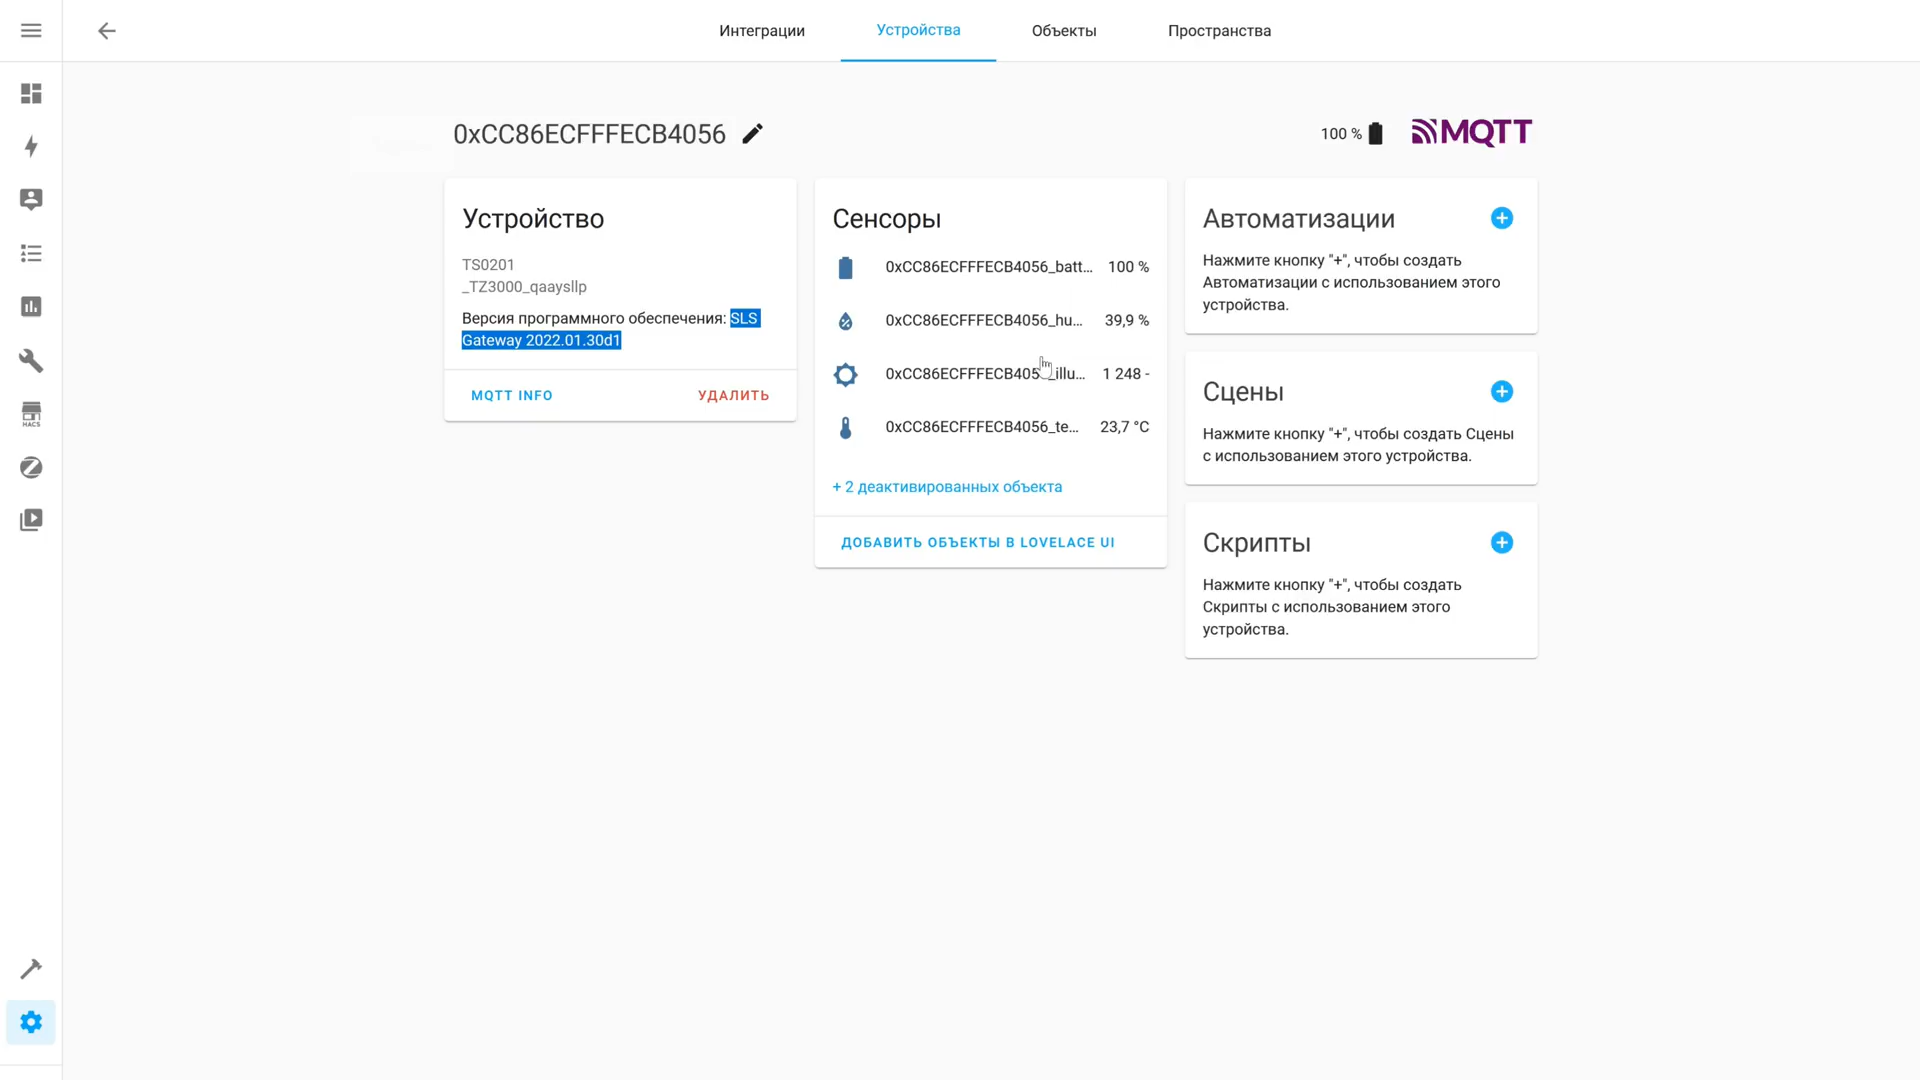 Интеграции
Устройства
Объекты
Пространства
HACS
0xCC86ECFFFECB4056
100 %
MQTT
Устройство
TS0201
_TZ3000_qaaysllp
Версия программного обеспечения: SLS
Gateway 2022.01.30d1
MQTT INFO
УДАЛИТЬ
Сенсоры
0xCC86ECFFFECB4056_batt... 100 %
0xCC86ECFFFECB4056_hu... 39,9 %
0xCC86ECFFFECB4056_illu... 1 248 -
0xCC86ECFFFECB4056_te... 23,7 °C
+ 2 деактивированных объекта
ДОБАВИТЬ ОБЪЕКТЫ В LOVELACE UI
Автоматизации
Нажмите кнопку "+", чтобы создать
Автоматизации с использованием этого
устройства.
Сцены
Нажмите кнопку "+", чтобы создать Сцены
с использованием этого устройства.
Скрипты
Нажмите кнопку "+", чтобы создать
Скрипты с использованием этого
устройства.